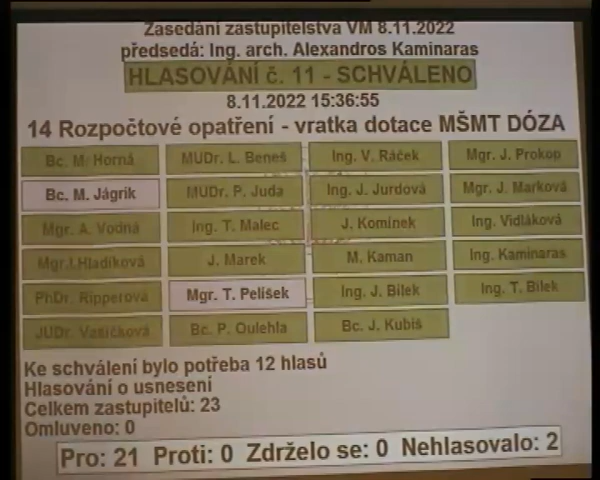 Zasedání zastupitelstva VM 8.11.2022
předsedá: Ing. arch. Alexandros Kaminaras
HLASOVÁNÍ č. 11 - SCHVÁLENO
8.11.2022 15:36:55
14 Rozpočtové opatření - vratka dotace MŠMT DÓZA
Bc. M. Horná MUDr. L. Beneš Ing. V. Ráček Mgr. J. Prokop
Bc. M. Jágrik MUDr. P. Juda Ing. J. Jurdová Mgr. J. Marková
Mgr. A. Vodná Ing. T. Malec J. Komínek Ing. Vidláková
Mgr.I.Hladíková J. Marek M. Kaman Ing. Kaminaras
PhDr. Ripperová Mgr. T. Pelíšek Ing. J. Bílek Ing. T. Bílek
JUDr. Vašíčková Bc. P. Oulehla Bc. J. Kubiš
Ke schválení bylo potřeba 12 hlasů
Hlasování o usnesení
Celkem zastupitelů: 23
Omluveno: 0
Pro: 21 Proti: 0 Zdrželo se: 0 Nehlasovalo: 2